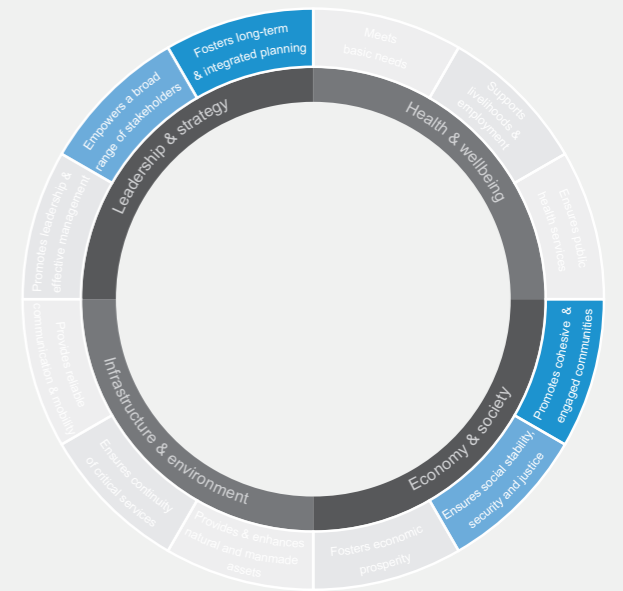 Fosters long-term
& integrated planning
Meets
basic needs
Supports
livelihoods &
employment
Ensures public
health services
Promotes cohesive &
engaged communities
Ensures social stability,
security and justice
Fosters economic
prosperity
Provides & enhances
natural and manmade
assets
Ensures continuity
of critical services
Provides reliable
communication & mobility
Promotes leadership &
effective management
Empowers a broad
range of stakeholders
Leadership & strategy
Health & wellbeing
Economy & society
Infrastructure & environment